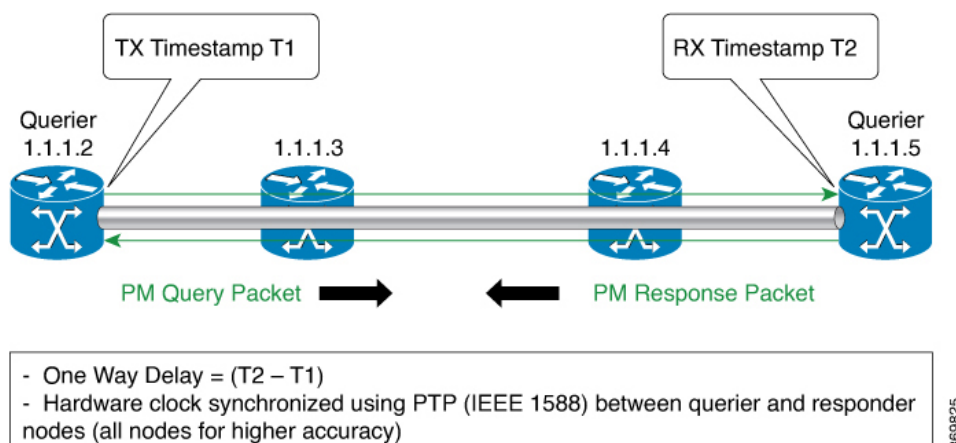 TX Timestamp T1
RX Timestamp T2
Querier
1.1.1.2
1.1.1.3
1.1.1.4
Querier
1.1.1.5
PM Query Packet
PM Response Packet
- One Way Delay = (T2 – T1)
- Hardware clock synchronized using PTP (IEEE 1588) between querier and responder
nodes (all nodes for higher accuracy)